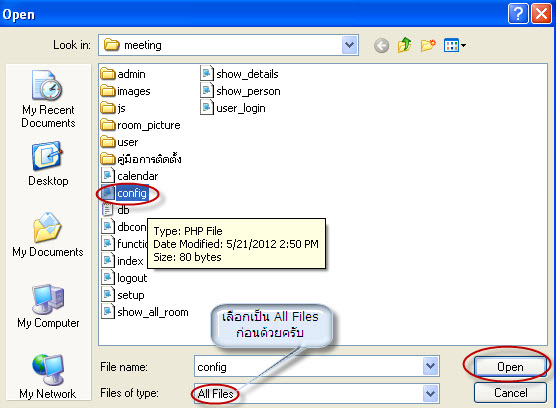 Open
Look in: meeting
My Recent
Documents
Desktop
My Documents
My Computer
My Network
admin
images
js
room_picture
user
คู่มือการติดตั้ง
calendar
config
db
dbcon
functio
index
logout
setup
show_all_room
show_details
show_person
user_login
Type: PHP File
Date Modified: 5/21/2012 2:50 PM
Size: 80 bytes
เลือกเป็น All Files
ก่อนด้วยครับ
File name: config
Open
Files of type: All Files
Cancel